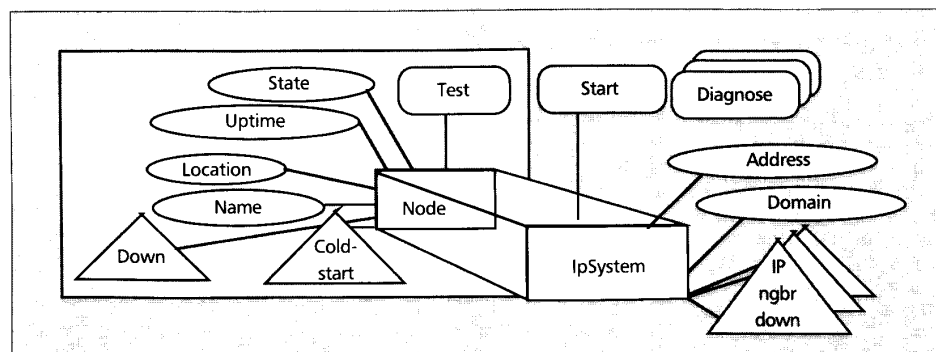 State
Test
Start
Diagnose
Uptime
Location
Address
Name
Node
Domain
Down
Cold-
start
IpSystem
IP
ngbr
down